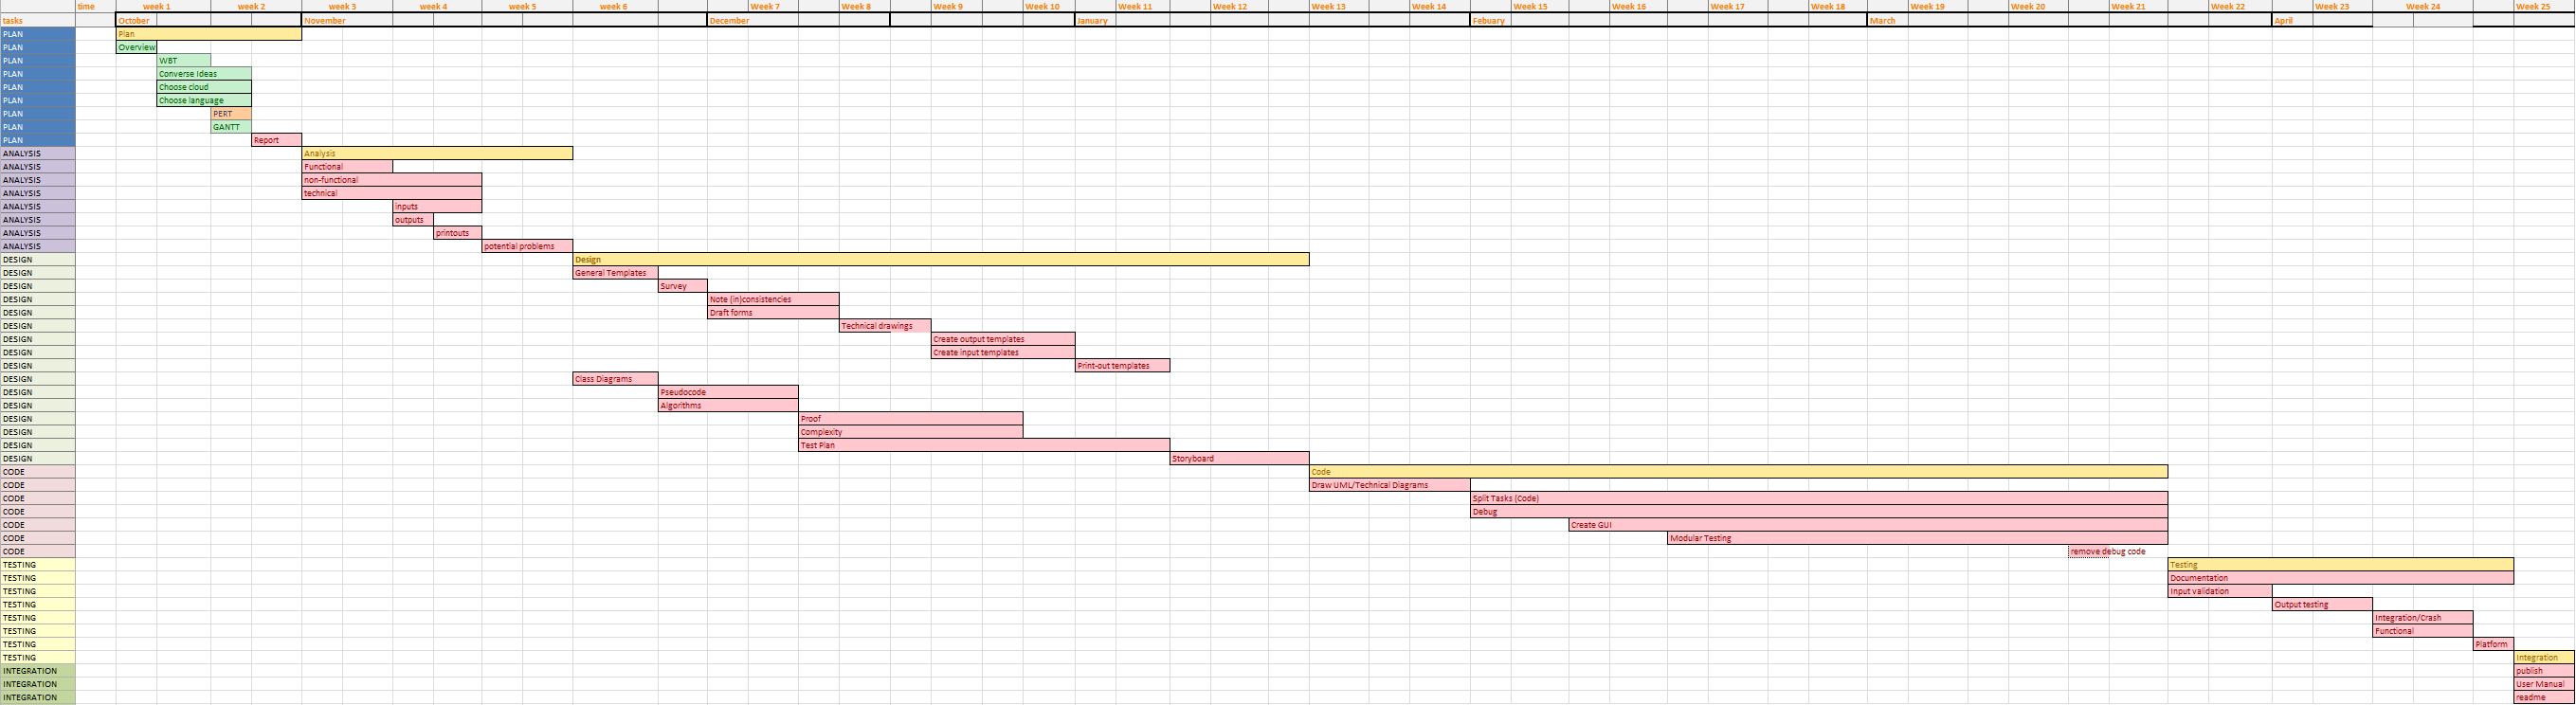 time week 1 week 2 week 3 week 4 week 5 week 6 Week 7 Week 8 Week 9 Week 10 Week 11 Week 12 Week 13 Week 14 Week 15 Week 16 Week 17 Week 18 Week 19 Week 20 Week 21 Week 22 Week 23 Week 24 Week 25
tasks October November December January Febuary March April
PLAN Plan
PLAN Overview
PLAN WBT
PLAN Converse Ideas
PLAN Choose cloud
PLAN Choose language
PLAN PERT
PLAN GANTT
PLAN Report
ANALYSIS Analysis
ANALYSIS Functional
ANALYSIS non-functional
ANALYSIS technical
ANALYSIS inputs
ANALYSIS outputs
ANALYSIS printouts
ANALYSIS potential problems
DESIGN Design
DESIGN General Templates
DESIGN Survey
DESIGN Note (in)consistencies
DESIGN Draft forms
DESIGN Technical drawings
DESIGN Create output templates
DESIGN Create input templates
DESIGN Print-out templates
DESIGN Class Diagrams
DESIGN Pseudocode
DESIGN Algorithms
DESIGN Proof
DESIGN Complexity
DESIGN Test Plan
DESIGN Storyboard
CODE Code
CODE Draw UML/Technical Diagrams
CODE Split Tasks (Code)
CODE Debug
CODE Create GUI
CODE Modular Testing
CODE remove debug code
TESTING Testing
TESTING Documentation
TESTING Input validation
TESTING Output testing
TESTING Integration/Crash
TESTING Functional
TESTING Platform
TESTING Integration
INTEGRATION publish
INTEGRATION User Manual
INTEGRATION readme